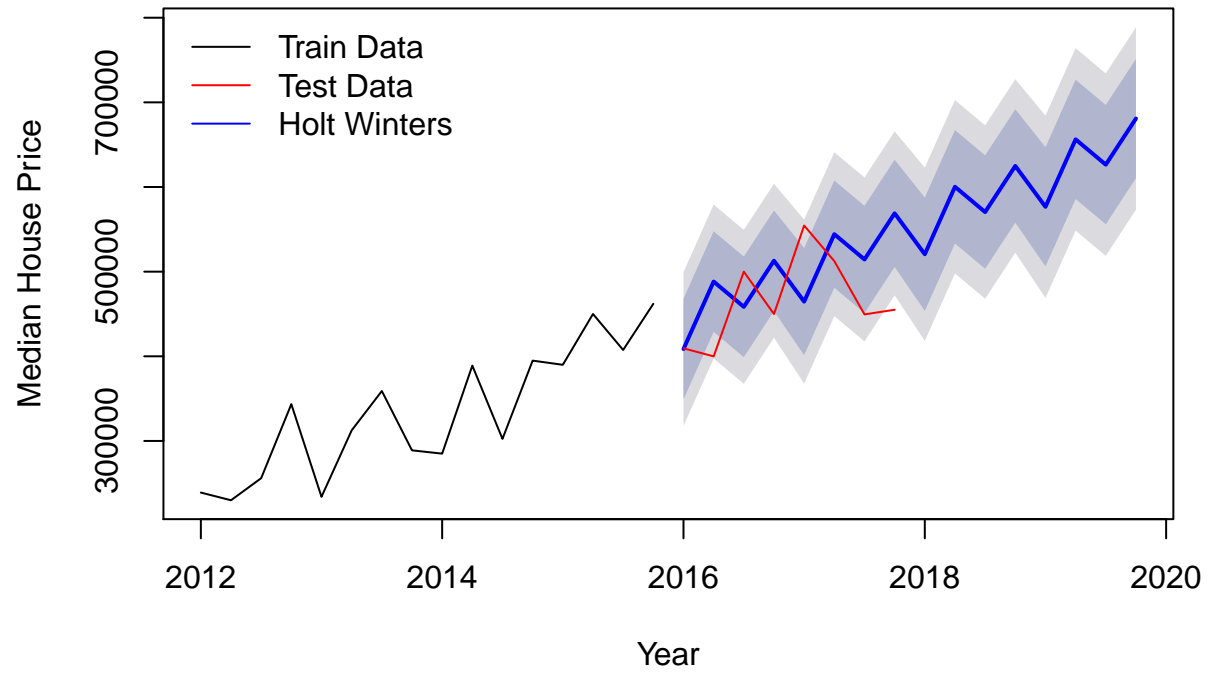 Train Data
Test Data
Holt Winters
Median House Price
700000
500000
300000
2012 2014 2016 2018 2020
Year